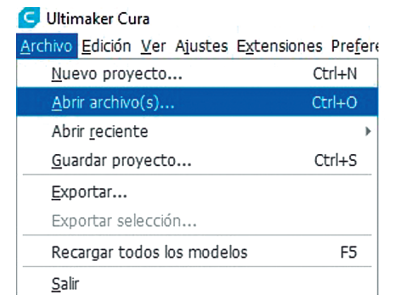 Ultimaker Cura
Archivo Edición Ver Ajustes Extensiones Prefere
Nuevo proyecto... Ctrl+N
Abrir archivo(s)... Ctrl+O
Abrir reciente
Guardar proyecto... Ctrl+S
Exportar...
Exportar selección...
Recargar todos los modelos F5
Salir